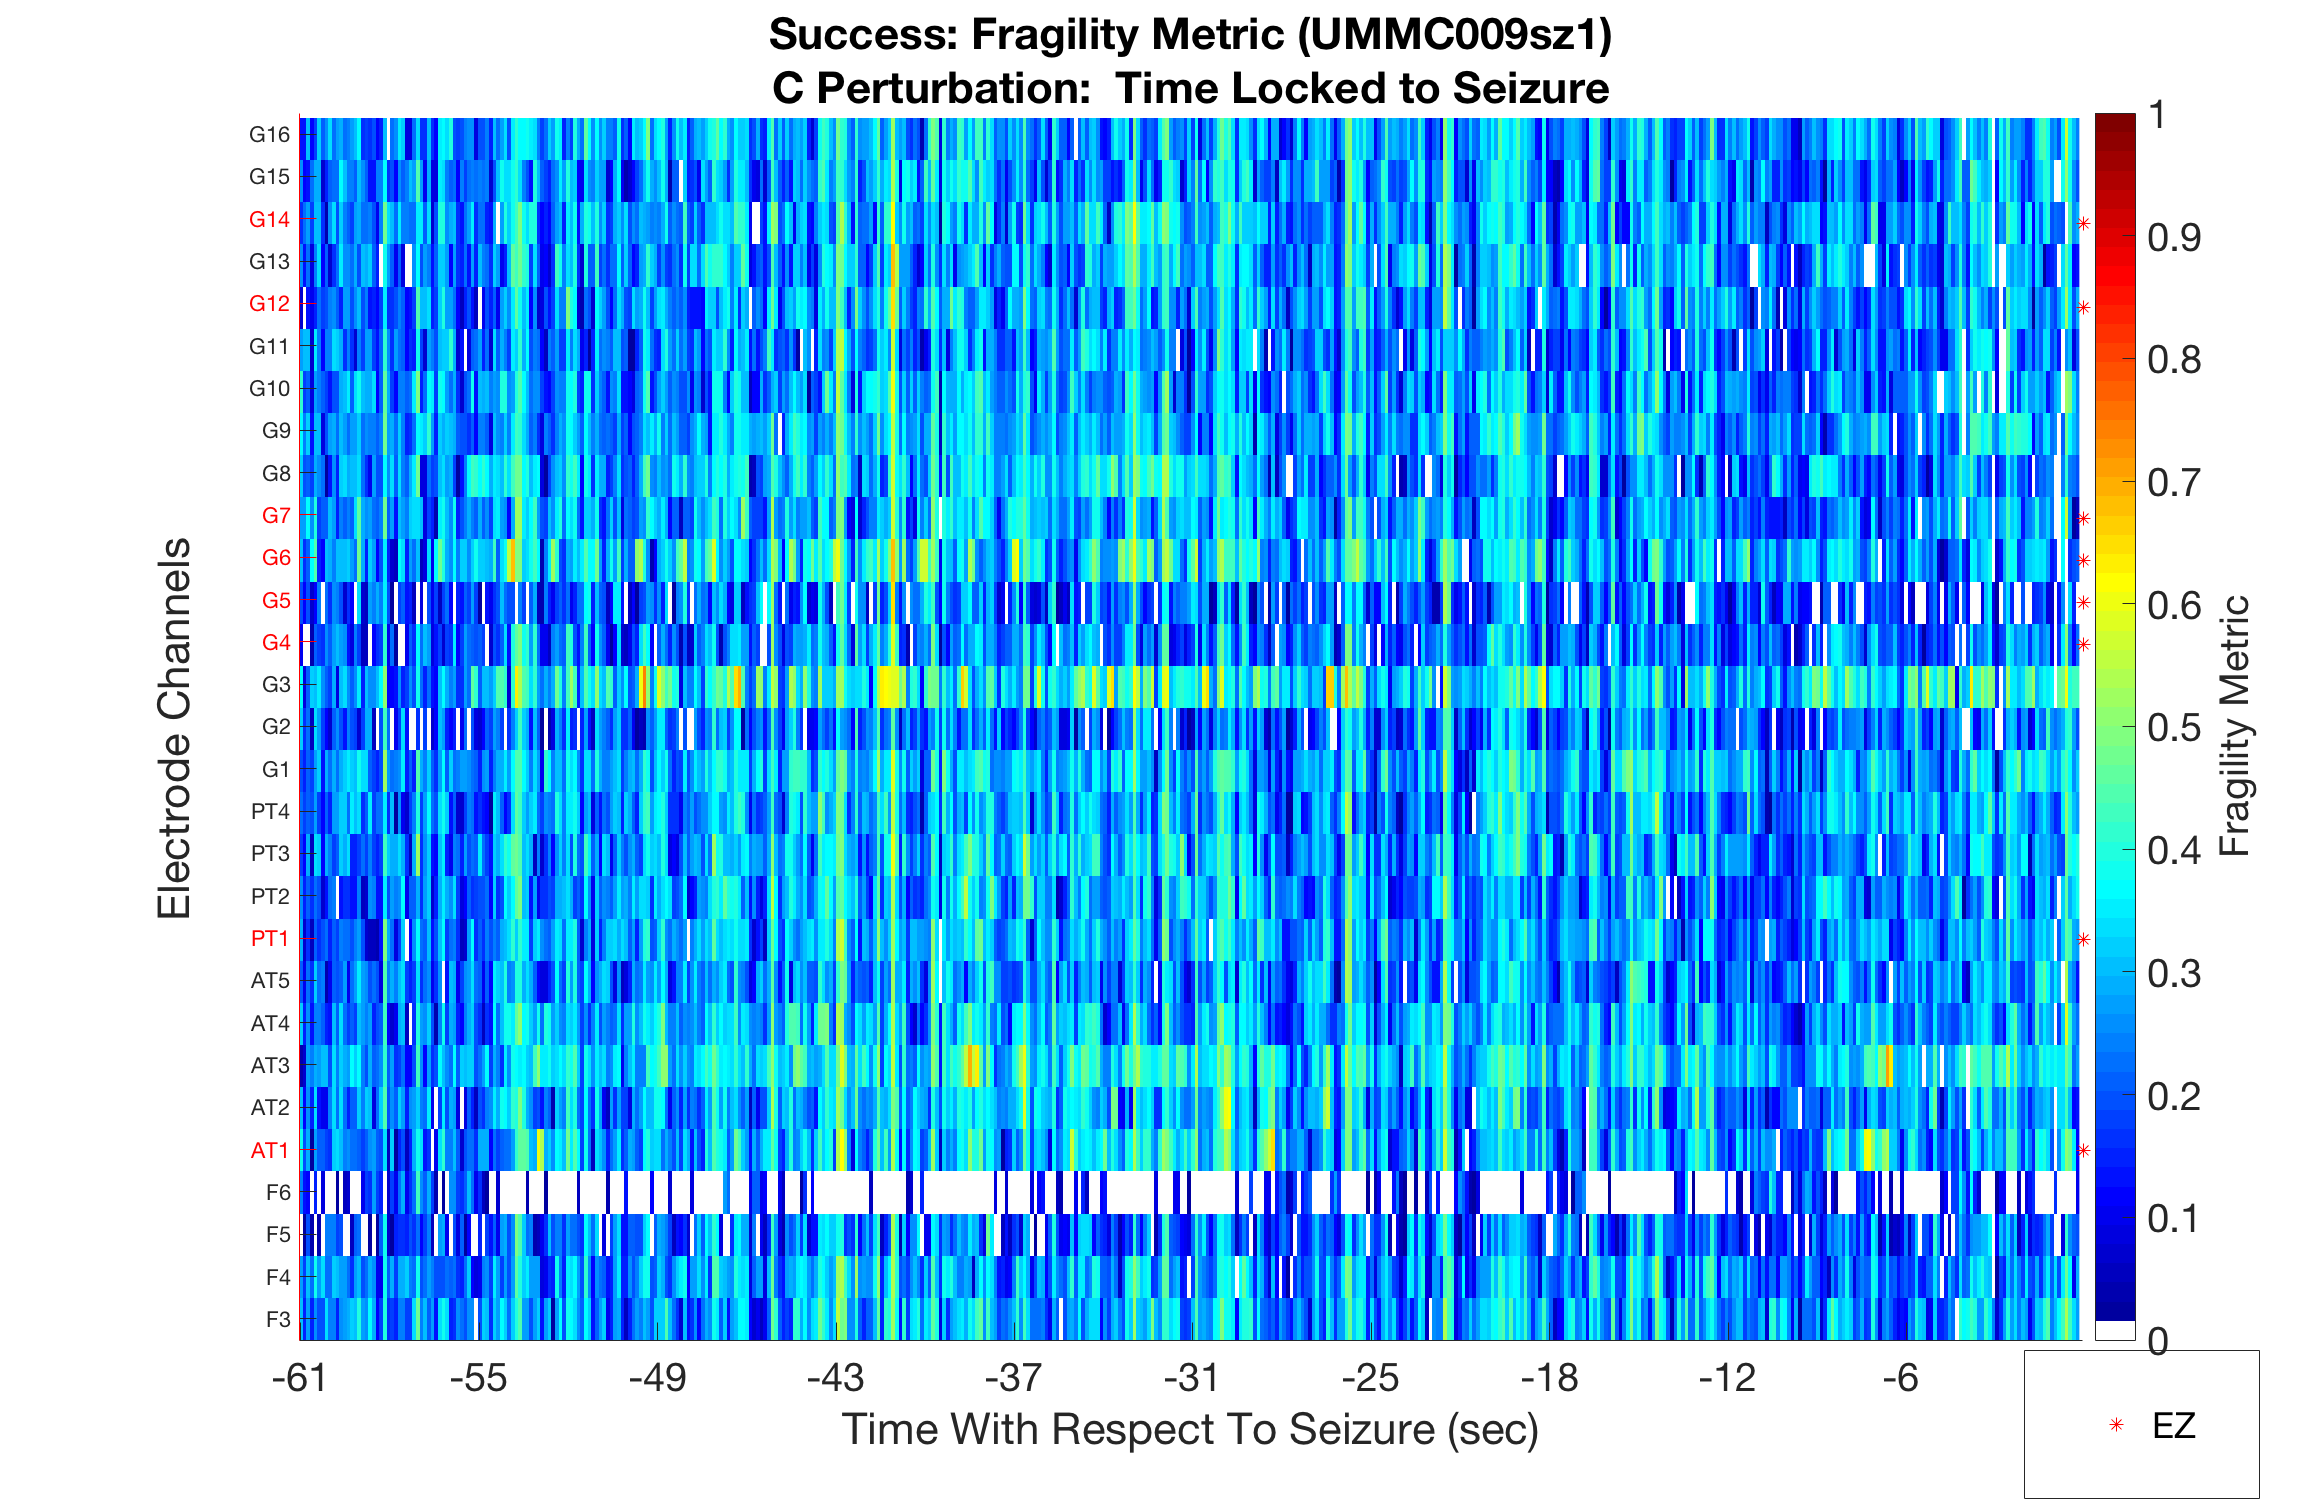 Success: Fragility Metric (UMMC009sz1)
C Perturbation:  Time Locked to Seizure
Electrode Channels
G16
G15
G14
G13
G12
G11
G10
G9
G8
G7
G6
G5
G4
G3
G2
G1
PT4
PT3
PT2
PT1
AT5
AT4
AT3
AT2
AT1
F6
F5
F4
F3
-61 -55 -49 -43 -37 -31 -25 -18 -12 -6
Time With Respect To Seizure (sec)
1
0.9
0.8
0.7
0.6
0.5
0.4
0.3
0.2
0.1
0
Fragility Metric
EZ